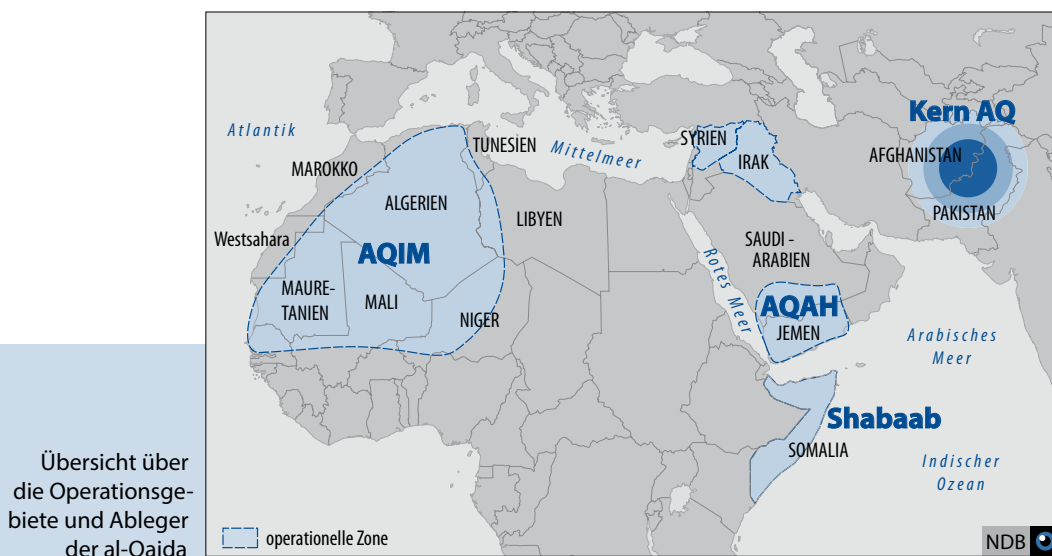 Kern AQ
Atlantik
SYRIEN
TUNESIEN
Mittelmeer
AFGHANISTAN
IRAK
MAROKKO
ALGERIEN
PAKISTAN
LIBYEN
Westsahara
SAUDI -
ARABIEN
AQIM
Rotes Meer
MAURE-
TANIEN
MALI
AQAH
NIGER
JEMEN
Arabisches
Meer
Shabaab
SOMALIA
Indischer
Ozean
Übersicht über
die Operationsge-
biete und Ableger
der al-Qaida
operationelle Zone
NDB